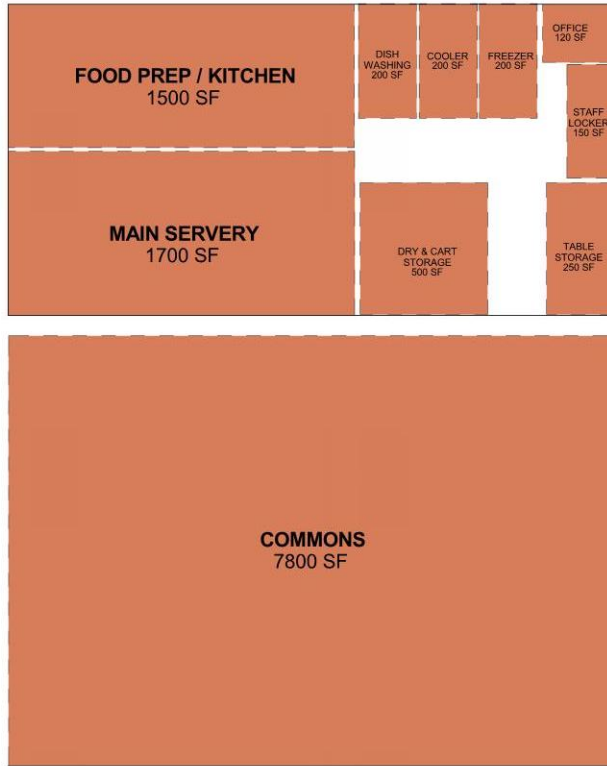 FOOD PREP / KITCHEN
1500 SF
DISH
WASHING
200 SF
COOLER
200 SF
FREEZER
200 SF
OFFICE
120 SF
STAFF
LOCKER
150 SF
MAIN SERVERY
1700 SF
DRY & CART
STORAGE
500 SF
TABLE
STORAGE
250 SF
COMMONS
7800 SF